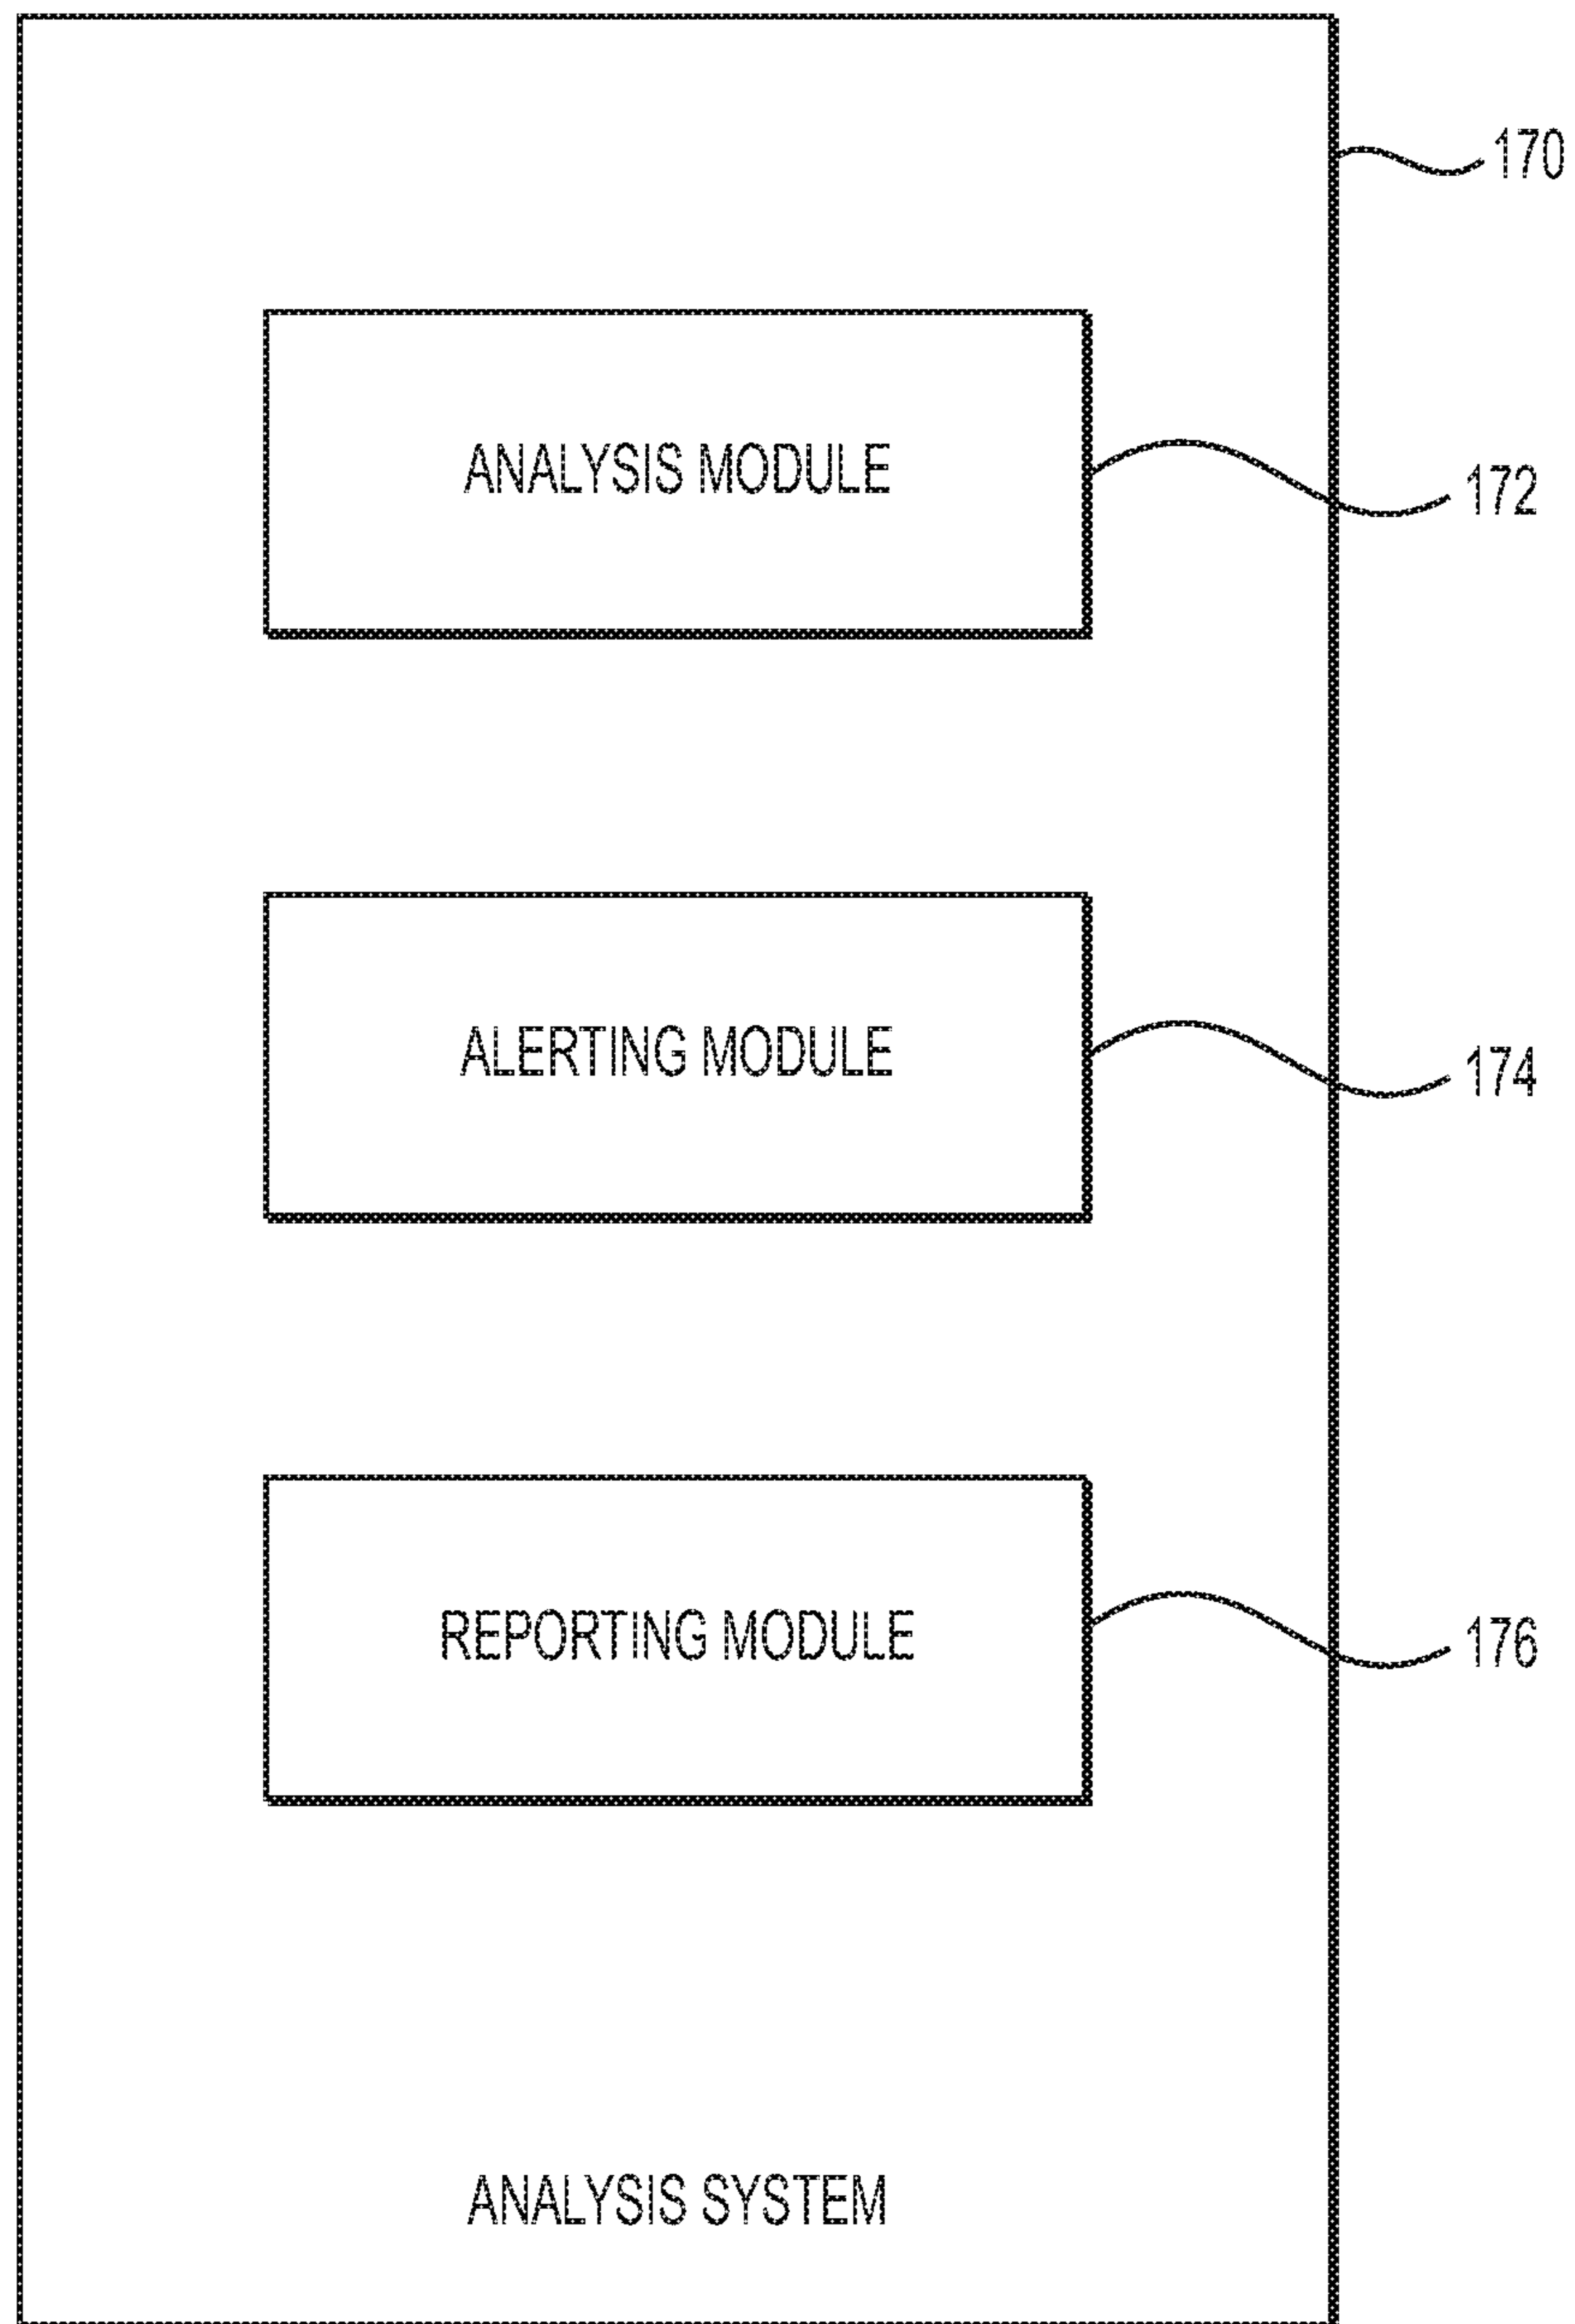 170
ANALYSIS MODULE
172
ALERTING MODULE
174
REPORTING MODULE
176
ANALYSIS SYSTEM